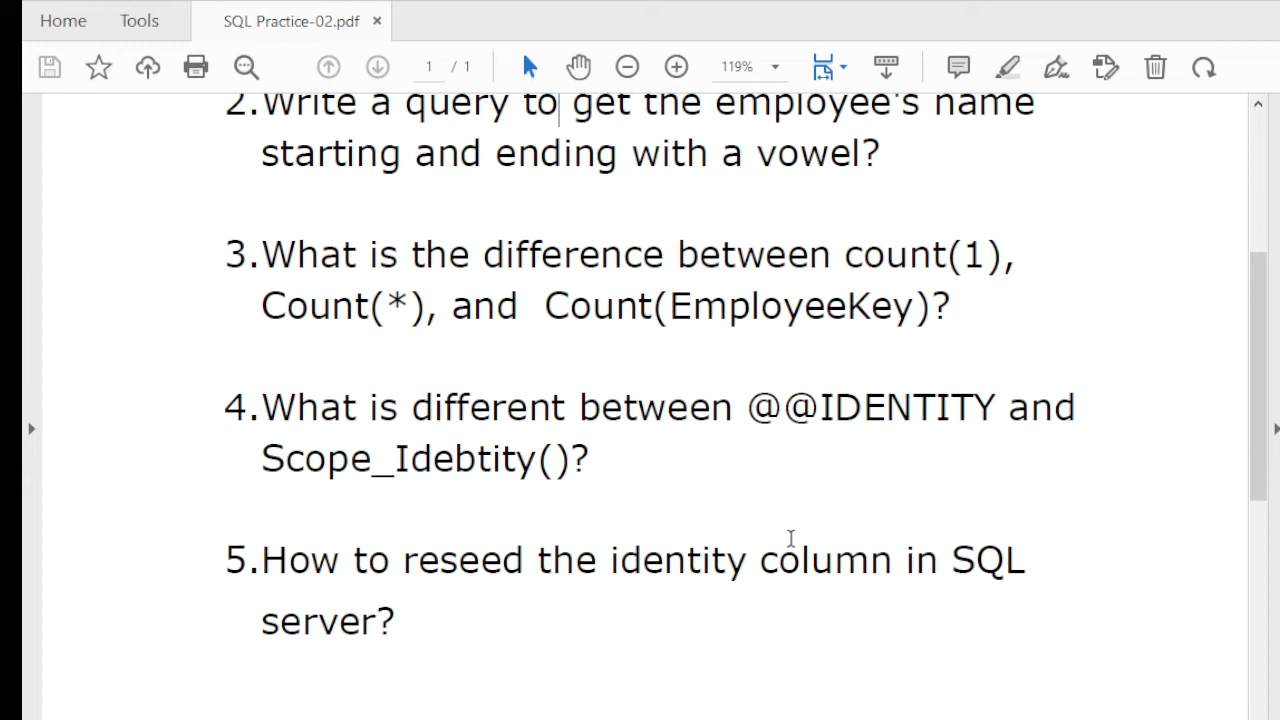 Home Tools SQL Practice-02.pdf ×
1 / 1 119%
2.Write a query to get the employee's name
starting and ending with a vowel?
3.What is the difference between count(1),
Count(*), and Count(EmployeeKey)?
4.What is different between @@IDENTITY and
Scope_Idebtity()?
5.How to reseed the identity column in SQL
server?